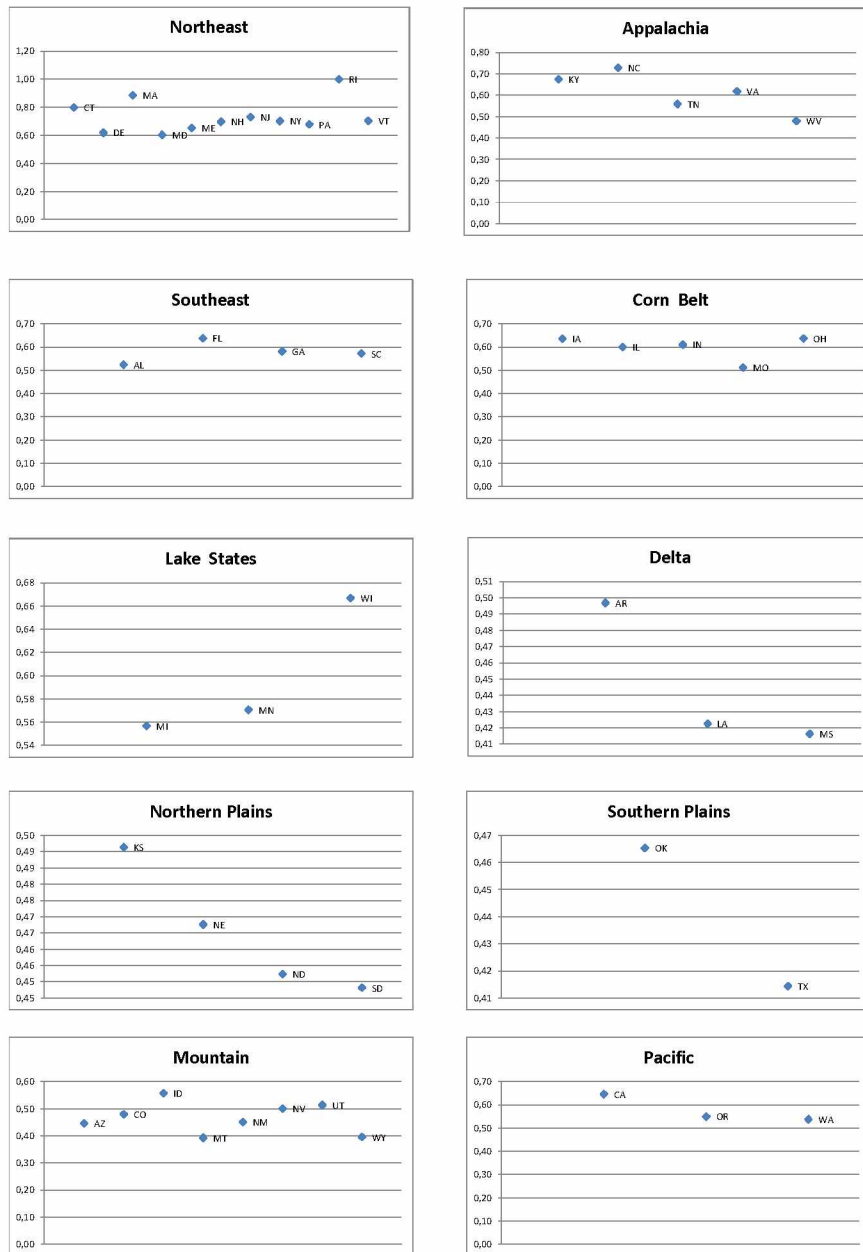 Northeast
1,20
1,00
0,80
0,60
0,40
0,20
0,00
CT
DE
MA
MD
ME
NH
NJ
NY
PA
RI
VT
Appalachia
0,80
0,70
0,60
0,50
0,40
0,30
0,20
0,10
0,00
KY
NC
TN
VA
WV
Southeast
0,70
0,60
0,50
0,40
0,30
0,20
0,10
0,00
AL
FL
GA
SC
Corn Belt
0,70
0,60
0,50
0,40
0,30
0,20
0,10
0,00
IA
IL
IN
MO
OH
Lake States
0,68
0,66
0,64
0,62
0,60
0,58
0,56
0,54
MI
MN
WI
Delta
0,51
0,50
0,49
0,48
0,47
0,46
0,45
0,44
0,43
0,42
0,41
AR
LA
MS
Northern Plains
0,50
0,49
0,49
0,48
0,48
0,47
0,47
0,46
0,46
0,45
0,45
KS
NE
ND
SD
Southern Plains
0,47
0,46
0,45
0,44
0,43
0,42
0,41
OK
TX
Mountain
0,60
0,50
0,40
0,30
0,20
0,10
0,00
AZ
CO
ID
MT
NM
NV
UT
WY
Pacific
0,70
0,60
0,50
0,40
0,30
0,20
0,10
0,00
CA
OR
WA